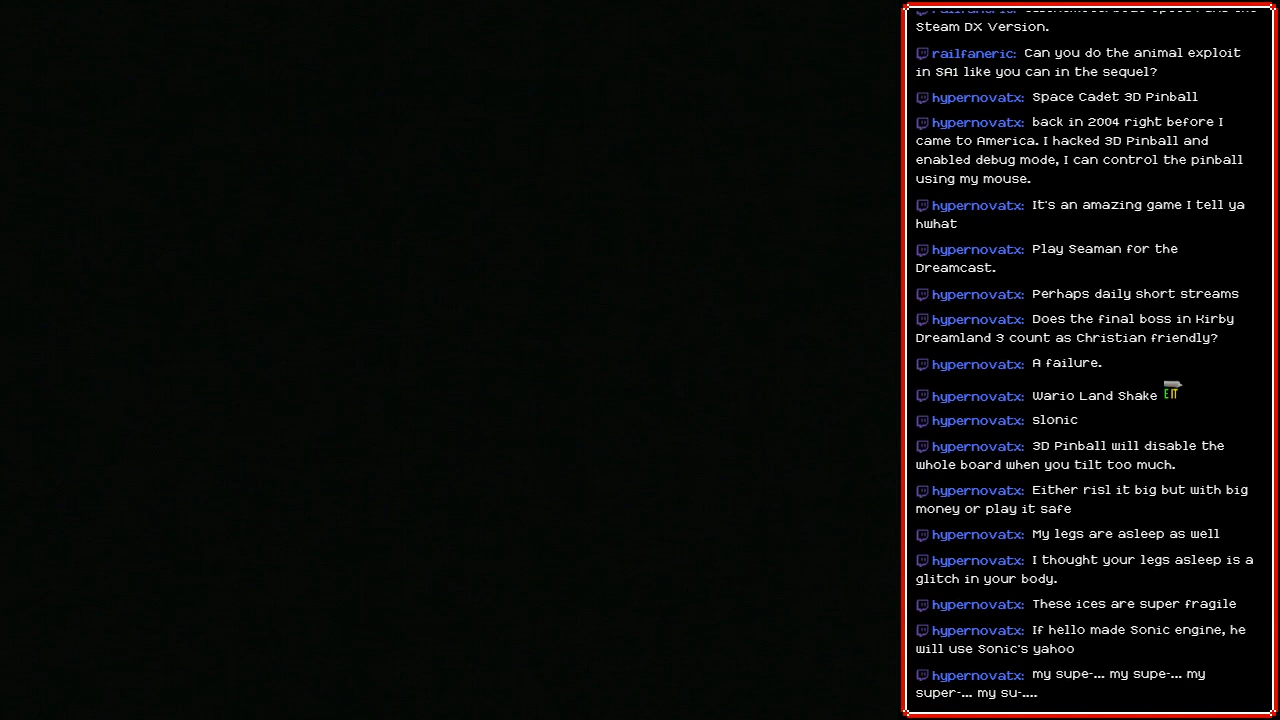 Steam DX Version.
railfaneric: Can you do the animal exploit
in SA1 like you can in the sequel?
hypernovatx: Space Cadet 3D Pinball
hypernovatx: back in 2004 right before I
came to America. I hacked 3D Pinball and
enabled debug mode, I can control the pinball
using my mouse.
hypernovatx: It's an amazing game I tell ya
hwhat
hypernovatx: Play Seaman for the
Dreamcast.
hypernovatx: Perhaps daily short streams
hypernovatx: Does the final boss in Kirby
Dreamland 3 count as Christian friendly?
hypernovatx: A failure.
hypernovatx: Wario Land Shake
hypernovatx: slonic
hypernovatx: 3D Pinball will disable the
whole board when you tilt too much.
hypernovatx: Either risl it big but with big
money or play it safe
hypernovatx: My legs are asleep as well
hypernovatx: I thought your legs asleep is a
glitch in your body.
hypernovatx: These ices are super fragile
hypernovatx: If hello made Sonic engine, he
will use Sonic's yahoo
hypernovatx: my supe-... my supe-... my
super-... my su-....